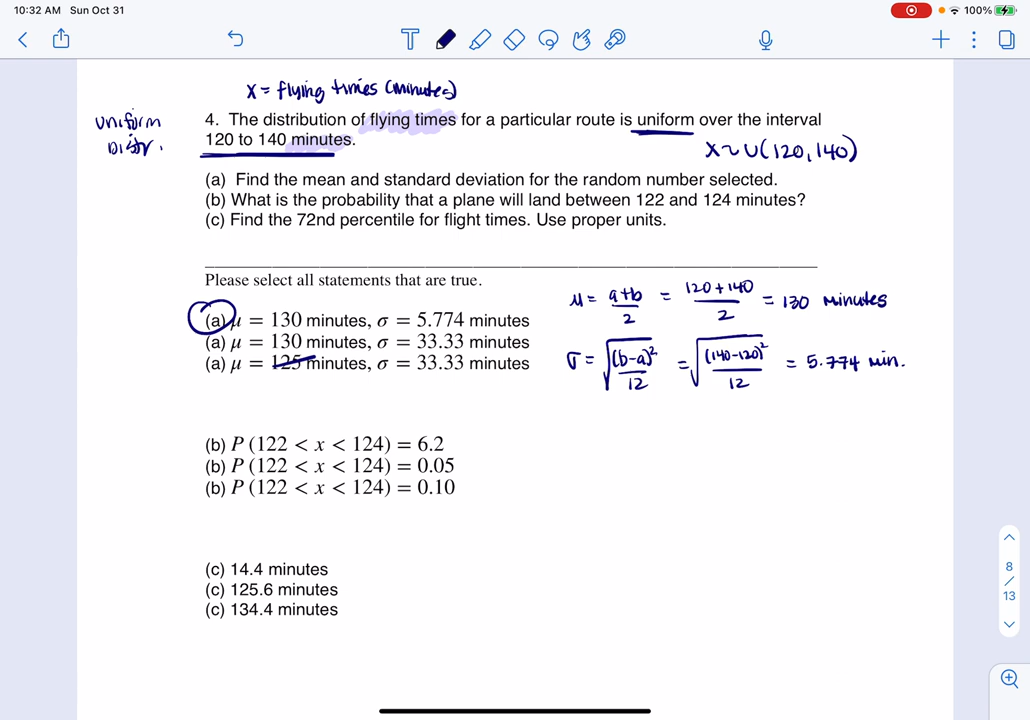 10:32 AM Sun Oct 31
100%
T
x = flying times (minutes)
uniform
Distr.
4. The distribution of flying times for a particular route is uniform over the interval
120 to 140 minutes.
X ~ U(120, 140)
(a) Find the mean and standard deviation for the random number selected.
(b) What is the probability that a plane will land between 122 and 124 minutes?
(c) Find the 72nd percentile for flight times. Use proper units.
Please select all statements that are true.
μ = a+b/2 = 120+140/2 = 130 minutes
(a) μ = 130 minutes, σ = 5.774 minutes
(a) μ = 130 minutes, σ = 33.33 minutes
(a) μ = 125 minutes, σ = 33.33 minutes
σ = √((b-a)²/12) = √((140-120)²/12) = 5.774 min.
(b) P (122 < x < 124) = 6.2
(b) P (122 < x < 124) = 0.05
(b) P (122 < x < 124) = 0.10
(c) 14.4 minutes
(c) 125.6 minutes
(c) 134.4 minutes
8
/
13